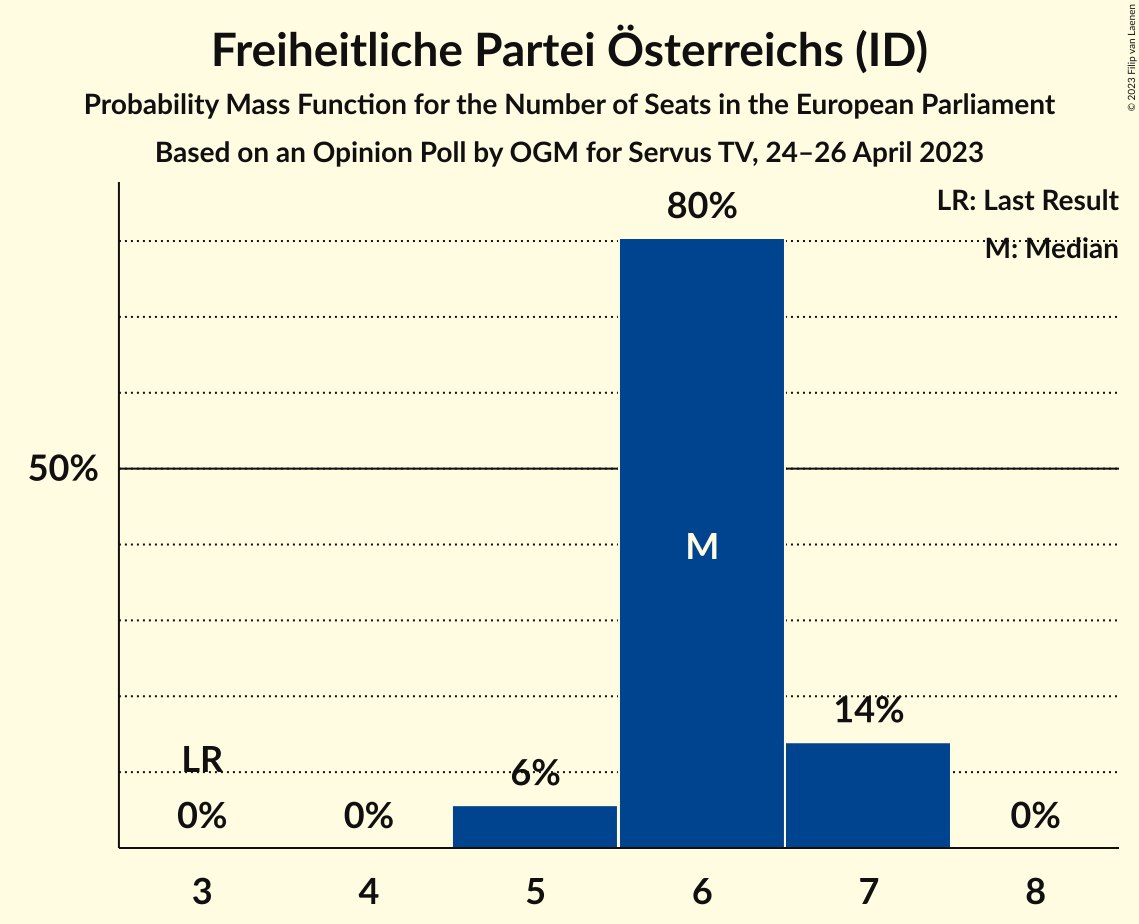 Freiheitliche Partei Österreichs (ID)
Probability Mass Function for the Number of Seats in the European Parliament
Based on an Opinion Poll by OGM for Servus TV, 24–26 April 2023
© 2023 Filip van Laenen
LR: Last Result
M: Median
80%
50%
M
14%
LR
6%
0%
0%
0%
3
4
5
6
7
8